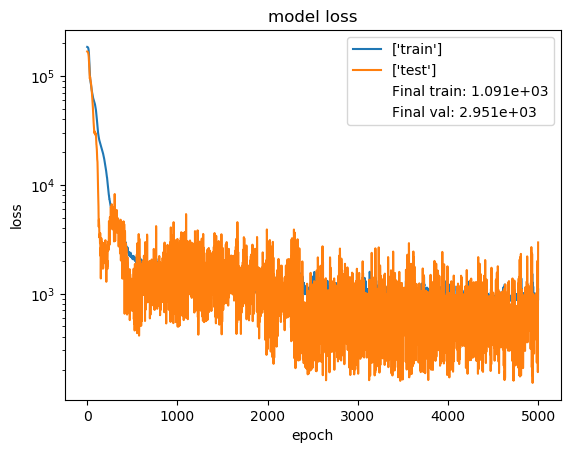 model loss
['train']
['test']
Final train: 1.091e+03
Final val: 2.951e+03
loss
10^5
10^4
10^3
0
1000
2000
3000
4000
5000
epoch